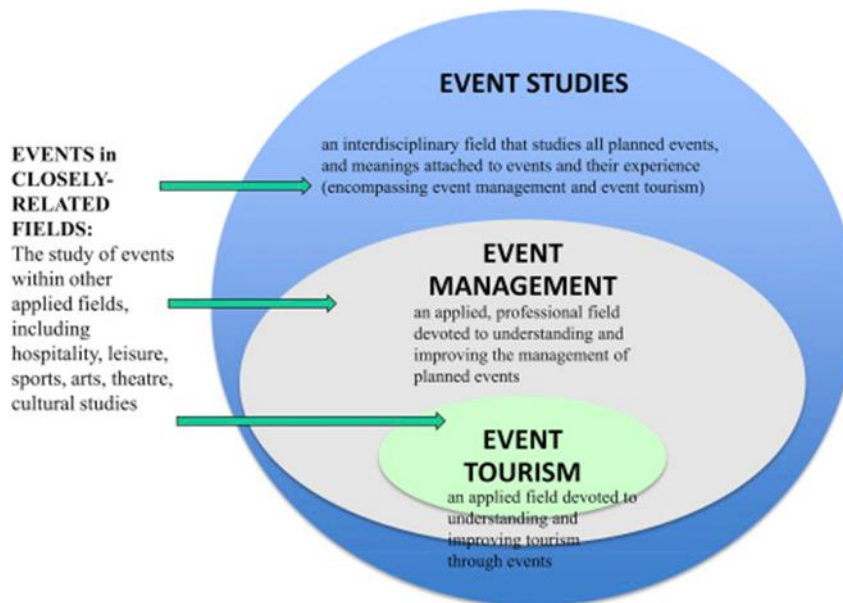 EVENT STUDIES
an interdisciplinary field that studies all planned events,
and meanings attached to events and their experience
(encompassing event management and event tourism)
EVENTS in
CLOSELY-
RELATED
FIELDS:
The study of events
within other
applied fields,
including
hospitality, leisure,
sports, arts, theatre,
cultural studies
EVENT
MANAGEMENT
an applied, professional field
devoted to understanding and
improving the management of
planned events
EVENT
TOURISM
an applied field devoted to
understanding and
improving tourism
through events